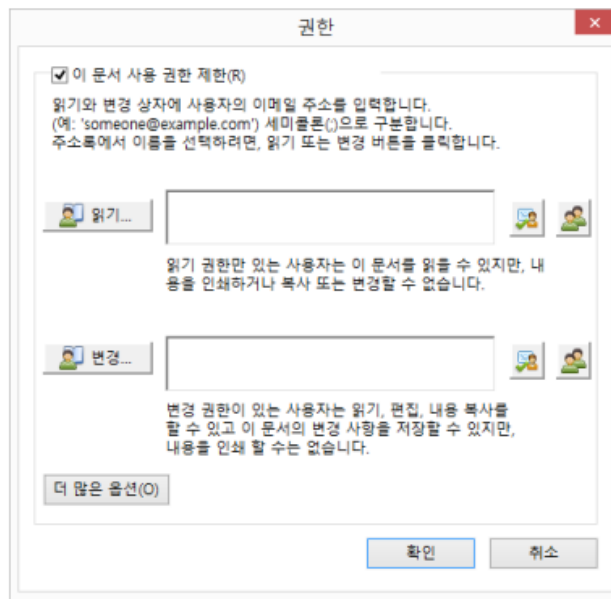 권한
이 문서 사용 권한 제한(R)
읽기와 변경 상자에 사용자의 이메일 주소를 입력합니다.
(예: 'someone@example.com') 세미콜론(;)으로 구분합니다.
주소록에서 이름을 선택하려면, 읽기 또는 변경 버튼을 클릭합니다.
읽기...
읽기 권한만 있는 사용자는 이 문서를 읽을 수 있지만, 내
용을 인쇄하거나 복사 또는 변경할 수 없습니다.
변경...
변경 권한이 있는 사용자는 읽기, 편집, 내용 복사를
할 수 있고 이 문서의 변경 사항을 저장할 수 있지만,
내용을 인쇄 할 수는 없습니다.
더 많은 옵션(O)
확인
취소